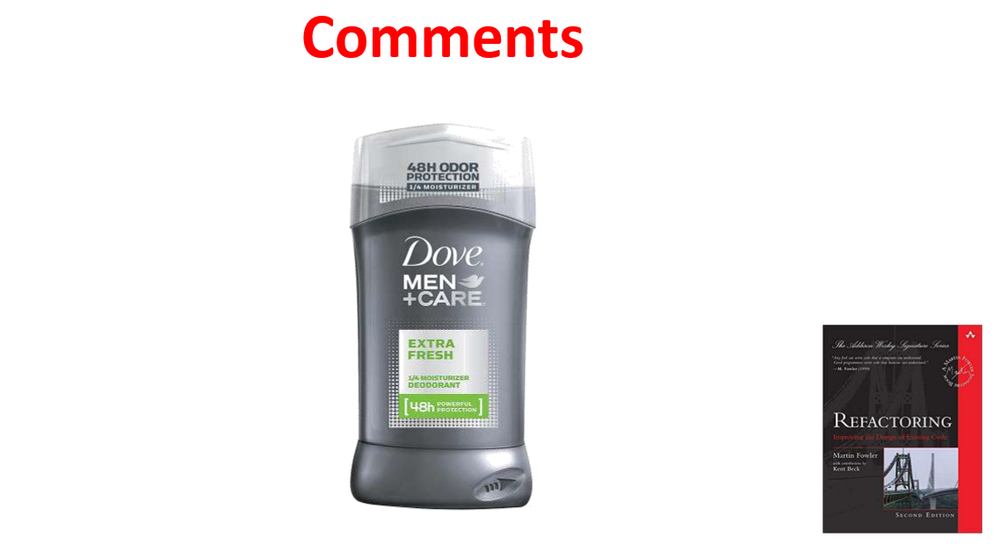 Comments
48H ODOR
PROTECTION
1/4 MOISTURIZER
Dove
MEN
+CARE
EXTRA
FRESH
1/4 MOISTURIZER
DEODORANT
[48h POWERFUL
PROTECTION]
The Addison Wesley Signature Series
"Any fool can write code that a computer can understand.
Good programmers write code that humans can understand."
—M. Fowler (1999)
REFACTORING
Improving the Design of Existing Code
Martin Fowler
with contributions by
Kent Beck
SECOND EDITION